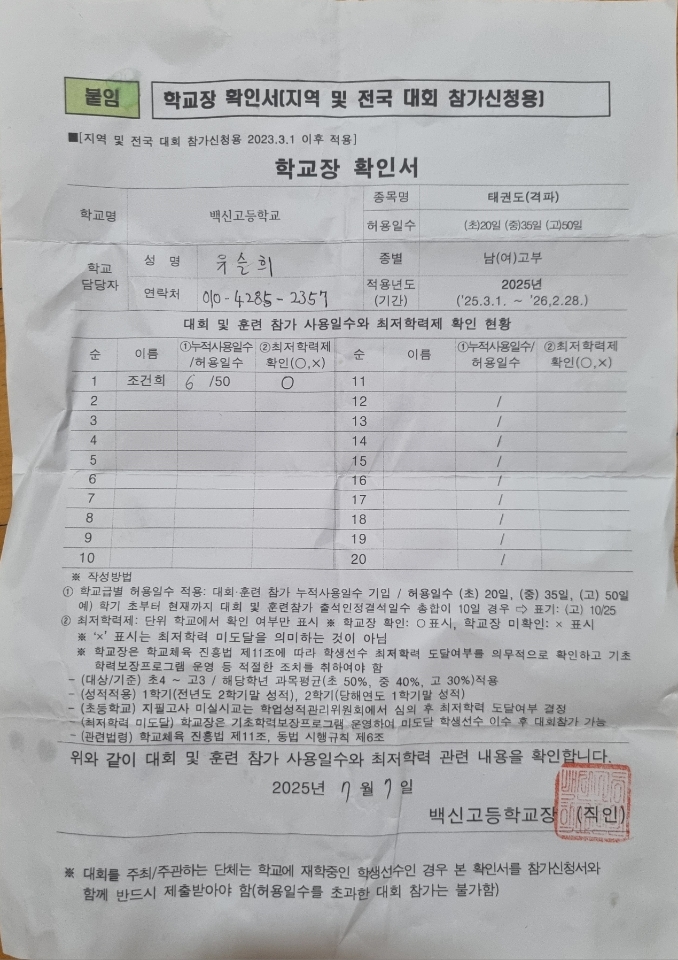 붙임
학교장 확인서(지역 및 전국 대회 참가신청용)
■[지역 및 전국 대회 참가신청용 2023.3.1 이후 적용]
학교장 확인서
학교명 백신고등학교 종목명 태권도(격파)
허용일수 (초)20일 (중)35일 (고)50일
학교 담당자 성 명 유슬희 종별 남(여)고부
연락처 010-4285-2357 적용년도 (기간) 2025년 ('25.3.1. ~ '26,2.28.)
대회 및 훈련 참가 사용일수와 최저학력제 확인 현황
순 이름 ①누적사용일수/허용일수 ②최저학력제 확인(○,×) 순 이름 ①누적사용일수/허용일수 ②최저학력제 확인(○,×)
1 조건희 6 /50 ○ 11
2 12 /
3 13 /
4 14 /
5 15 /
6 16 /
7 17 /
8 18 /
9 19 /
10 20 /
※ 작성방법
① 학교급별 허용일수 적용: 대회·훈련 참가 누적사용일수 기입 / 허용일수 (초) 20일, (중) 35일, (고) 50일
예) 학기 초부터 현재까지 대회 및 훈련참가 출석인정결석일수 총합이 10일 경우 ⇨ 표기: (고) 10/25
② 최저학력제: 단위 학교에서 확인 여부만 표시 ※ 학교장 확인: ○표시, 학교장 미확인: × 표시
※ '×' 표시는 최저학력 미도달을 의미하는 것이 아님
※ 학교장은 학교체육 진흥법 제11조에 따라 학생선수 최저학력 도달여부를 의무적으로 확인하고 기초
학력보장프로그램 운영 등 적절한 조치를 취하여야 함
- (대상/기준) 초4 ~ 고3 / 해당학년 과목평균(초 50%, 중 40%, 고 30%)적용
- (성적적용) 1학기(전년도 2학기말 성적), 2학기(당해연도 1학기말 성적)
- (초등학교) 지필고사 미실시교는 학업성적관리위원회에서 심의 후 최저학력 도달여부 결정
- (최저학력 미도달) 학교장은 기초학력보장프로그램 운영하여 미도달 학생선수 이수 후 대회참가 가능
- (관련법령) 학교체육 진흥법 제11조, 동법 시행규칙 제6조
위와 같이 대회 및 훈련 참가 사용일수와 최저학력 관련 내용을 확인합니다.
2025년 7월 7일
백신고등학교장 (직인)
※ 대회를 주최/주관하는 단체는 학교에 재학중인 학생선수인 경우 본 확인서를 참가신청서와
함께 반드시 제출받아야 함(허용일수를 초과한 대회 참가는 불가함)